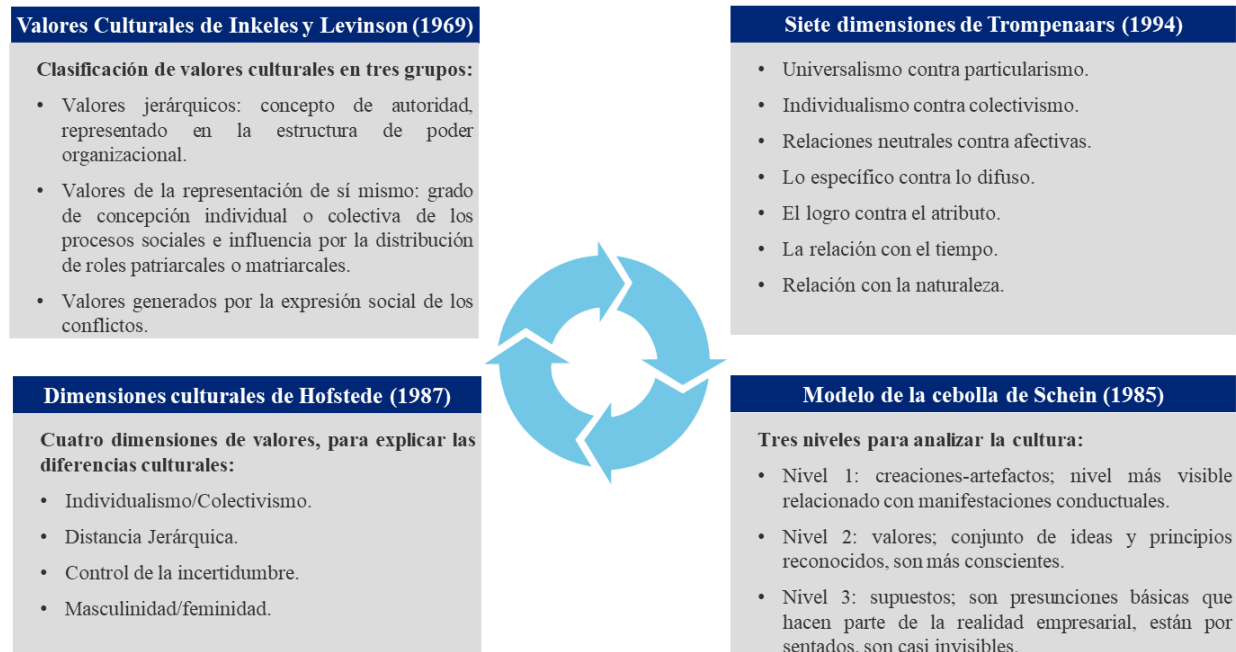 Valores Culturales de Inkeles y Levinson (1969)
Clasificación de valores culturales en tres grupos:
• Valores jerárquicos: concepto de autoridad,
representado en la estructura de poder
organizacional.
• Valores de la representación de sí mismo: grado
de concepción individual o colectiva de los
procesos sociales e influencia por la distribución
de roles patriarcales o matriarcales.
• Valores generados por la expresión social de los
conflictos.
Siete dimensiones de Trompenaars (1994)
• Universalismo contra particularismo.
• Individualismo contra colectivismo.
• Relaciones neutrales contra afectivas.
• Lo específico contra lo difuso.
• El logro contra el atributo.
• La relación con el tiempo.
• Relación con la naturaleza.
Dimensiones culturales de Hofstede (1987)
Cuatro dimensiones de valores, para explicar las
diferencias culturales:
• Individualismo/Colectivismo.
• Distancia Jerárquica.
• Control de la incertidumbre.
• Masculinidad/feminidad.
Modelo de la cebolla de Schein (1985)
Tres niveles para analizar la cultura:
• Nivel 1: creaciones-artefactos; nivel más visible
relacionado con manifestaciones conductuales.
• Nivel 2: valores; conjunto de ideas y principios
reconocidos, son más conscientes.
• Nivel 3: supuestos; son presunciones básicas que
hacen parte de la realidad empresarial, están por
sentados, son casi invisibles.